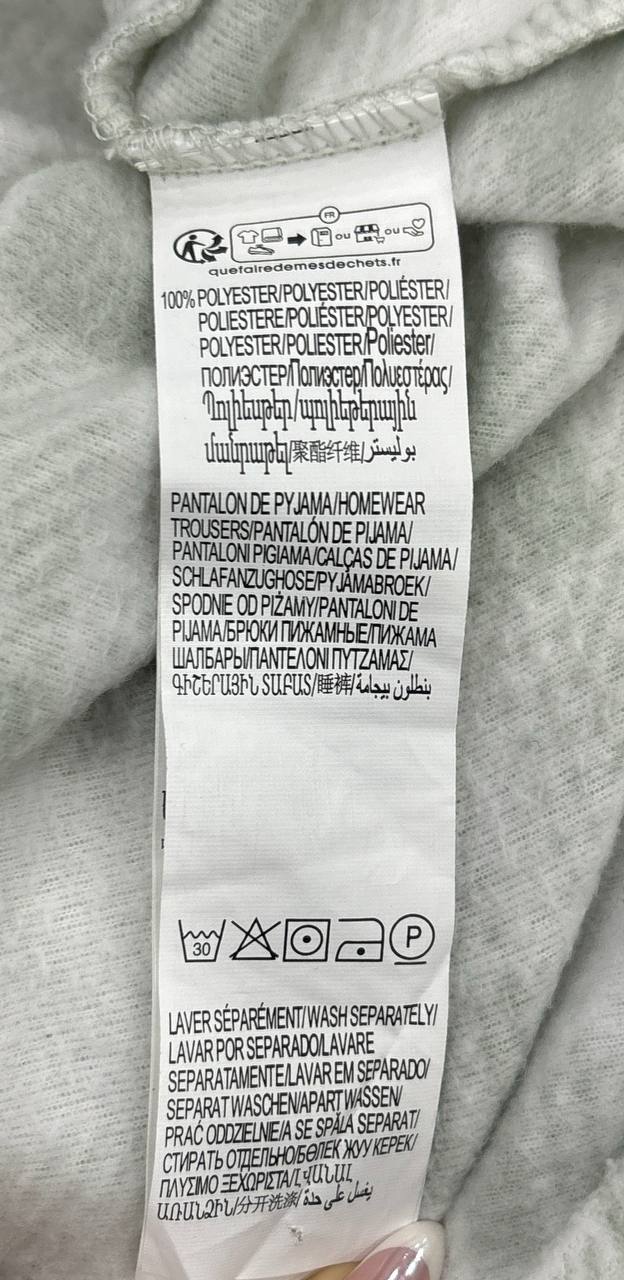 FR
ou ou
quefairedemesdechets.fr
100% POLYESTER/POLYESTER/POLIÉSTER/
POLIESTERE/POLIÉSTER/POLYESTER/
POLYESTER/POLIESTER/Poliester/
ПОЛИЭСТЕР/Полиэстер/Πολυεστέρας/
Պոլիեսթեր/պոլիեթերային
մանրաթել/聚酯纤维/بوليستر
PANTALON DE PYJAMA/HOMEWEAR
TROUSERS/PANTALÓN DE PIJAMA/
PANTALONI PIGIAMA/CALÇAS DE PIJAMA/
SCHLAFANZUGHOSE/PYJAMABROEK/
SPODNIE OD PIŻAMY/PANTALONI DE
PIJAMA/БРЮКИ ПИЖАМНЫЕ/ПИЖАМА
ШАЛБАРЫ/ΠΑΝΤΕΛΟΝΙ ΠΥΤΖΑΜΑΣ/
ԳԻՇԵՐԱՅԻՆ ՏԱԲԱՏ/睡裤/بنطلون بيجامة
30 P
LAVER SÉPARÉMENT/WASH SEPARATELY/
LAVAR POR SEPARADO/LAVARE
SEPARATAMENTE/LAVAR EM SEPARADO/
SEPARAT WASCHEN/APART WASSEN/
PRAĆ ODDZIELNIE/A SE SPĂLA SEPARAT/
СТИРАТЬ ОТДЕЛЬНО/БӨЛЕК ЖУУ КЕРЕК/
ΠΛΥΣΙΜΟ ΞΕΧΩΡΙΣΤΑ/ԼՎԱՆԱԼ
ԱՌԱՆՁԻՆ/分开洗涤/يغسل على حدة